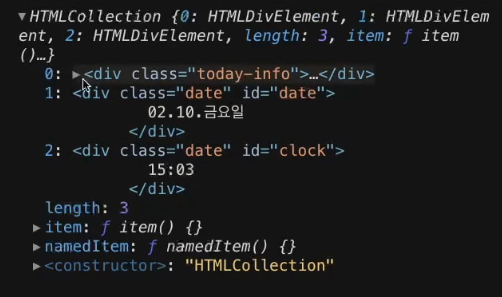 ▼HTMLCollection {0: HTMLDivElement, 1: HTMLDivElem
ent, 2: HTMLDivElement, length: 3, item: ƒ item
()…}
0: ▶<div class="today-info">…</div>
1: <div class="date" id="date">
02.10.금요일
</div>
2: <div class="date" id="clock">
15:03
</div>
length: 3
▶item: ƒ item() {}
▶namedItem: ƒ namedItem() {}
▶<constructor>: "HTMLCollection"